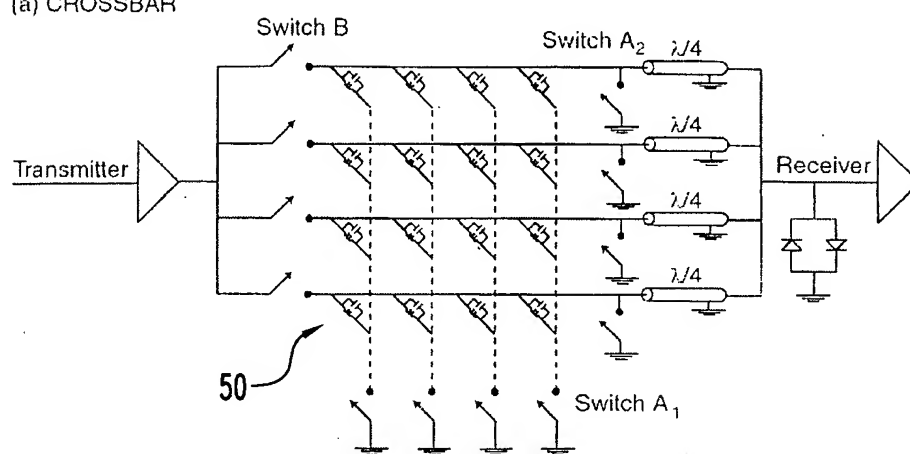 (a) CROSSBAR
Switch B
Switch A2
λ/4
λ/4
Transmitter
Receiver
λ/4
λ/4
50
Switch A1